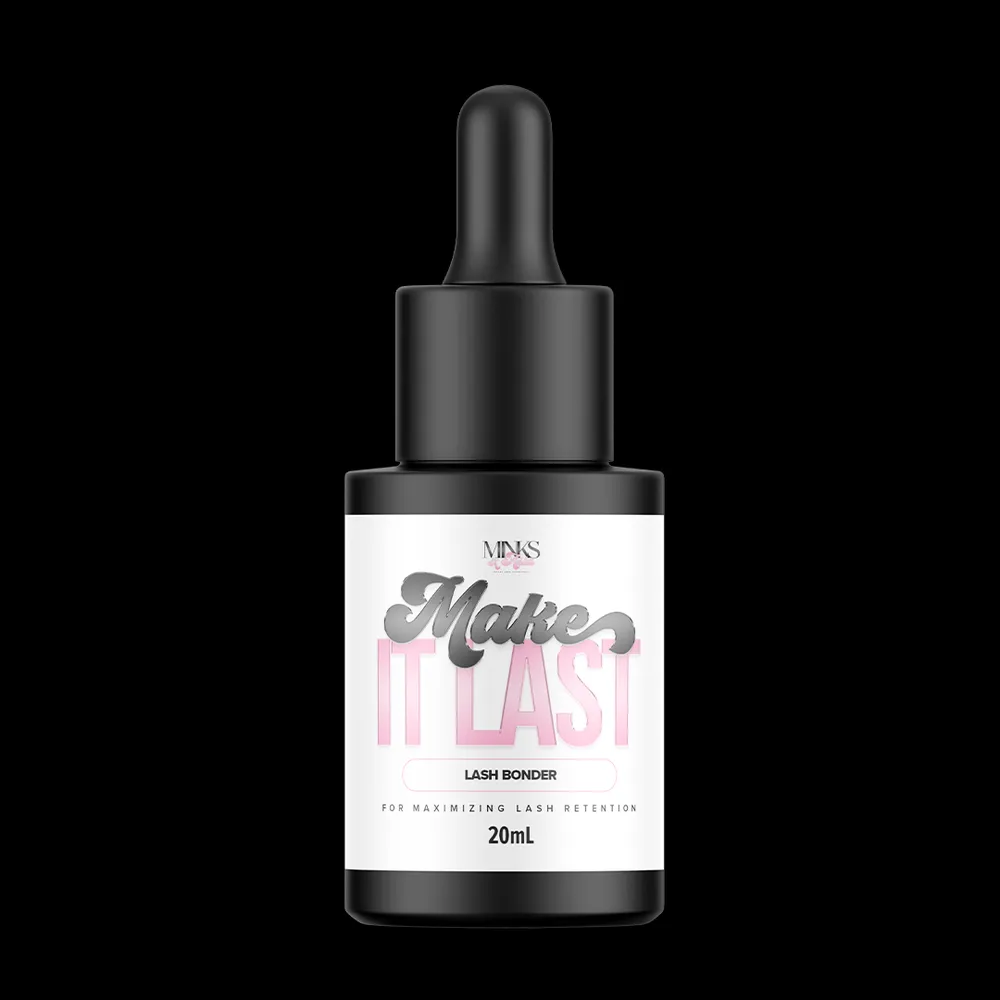 MINKS
Make
IT LAST
LASH BONDER
FOR MAXIMIZING LASH RETENTION
20mL